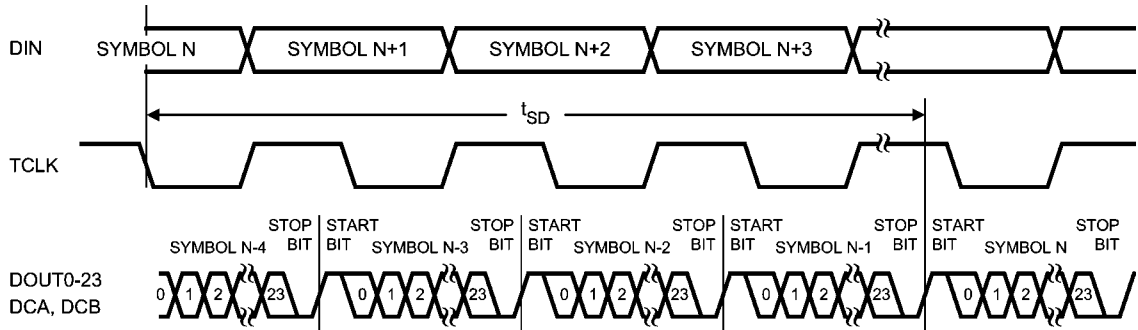 DIN SYMBOL N SYMBOL N+1 SYMBOL N+2 SYMBOL N+3
tSD
TCLK
STOP START STOP START STOP START STOP START STOP
SYMBOL N-4 SYMBOL N-3 SYMBOL N-2 SYMBOL N-1 SYMBOL N
BIT BIT BIT BIT BIT BIT BIT BIT BIT
DOUT0-23
0 1 2 23 0 1 2 23 0 1 2 23 0 1 2 23 0 1 2 23
DCA, DCB